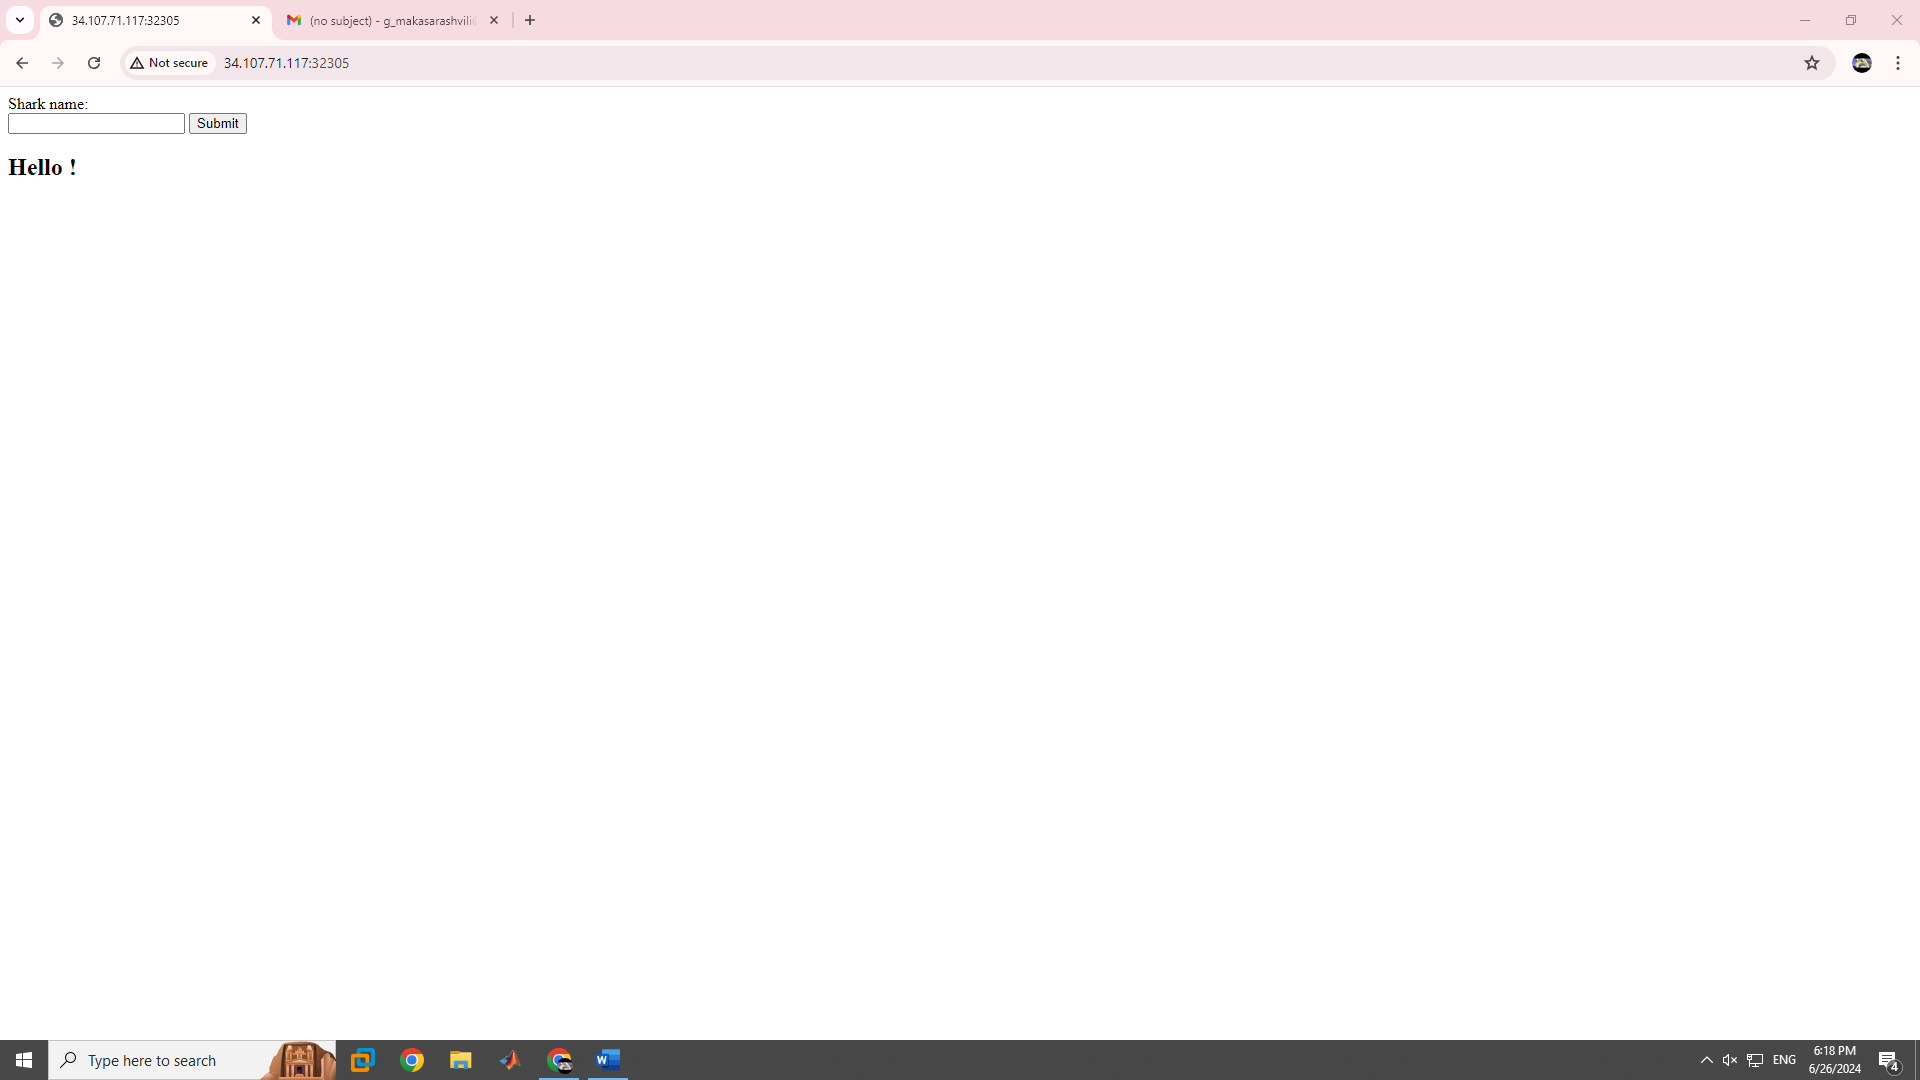 34.107.71.117:32305
(no subject) - g_makasarashvili
Not secure
34.107.71.117:32305
Shark name:
Submit
Hello !
Type here to search
ENG
6:18 PM
6/26/2024
4